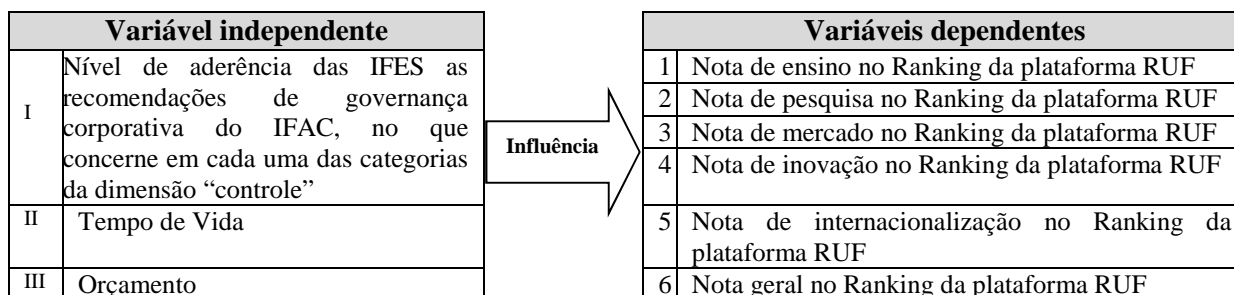 Variável independente
I
Nível de aderência das IFES as
recomendações de governança
corporativa do IFAC, no que
concerne em cada uma das categorias
da dimensão “controle”
II Tempo de Vida
III Orçamento
Influência
Variáveis dependentes
1 Nota de ensino no Ranking da plataforma RUF
2 Nota de pesquisa no Ranking da plataforma RUF
3 Nota de mercado no Ranking da plataforma RUF
4 Nota de inovação no Ranking da plataforma RUF
5 Nota de internacionalização no Ranking da
plataforma RUF
6 Nota geral no Ranking da plataforma RUF